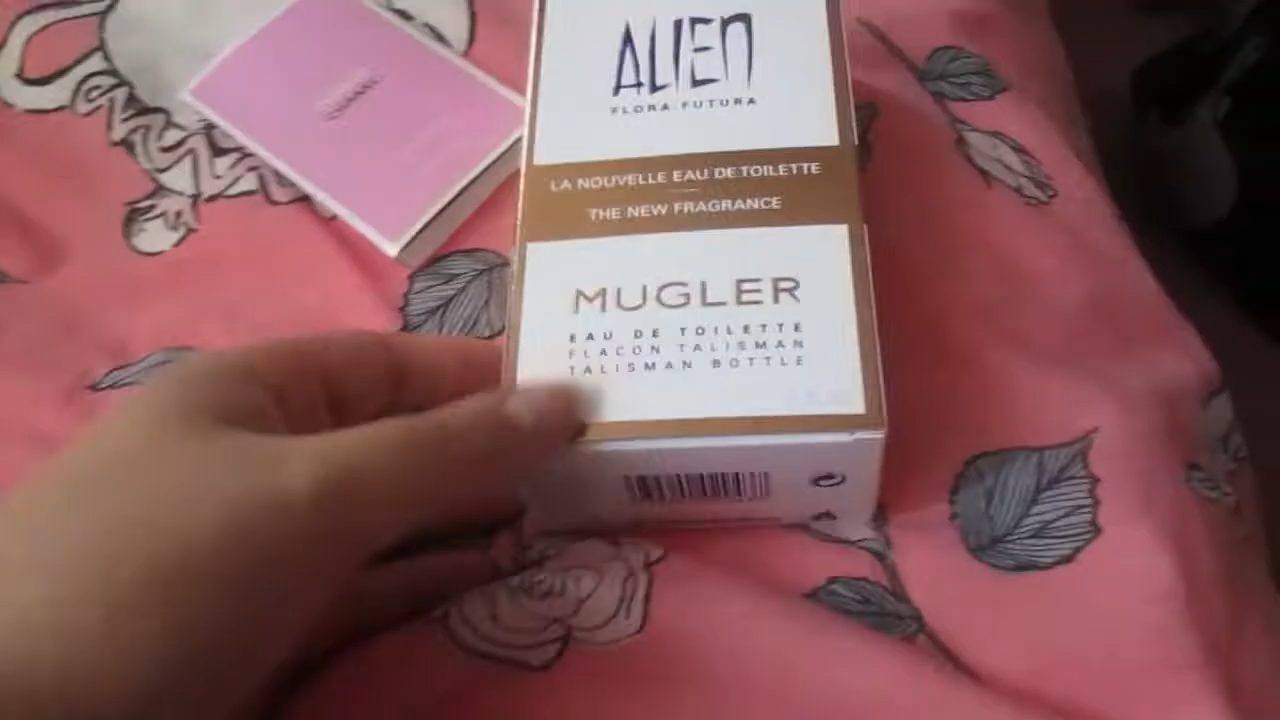 ALIEN
FLORA FUTURA
LA NOUVELLE EAU DE TOILETTE
THE NEW FRAGRANCE
MUGLER
EAU DE TOILETTE
FLACON TALISMAN
TALISMAN BOTTLE